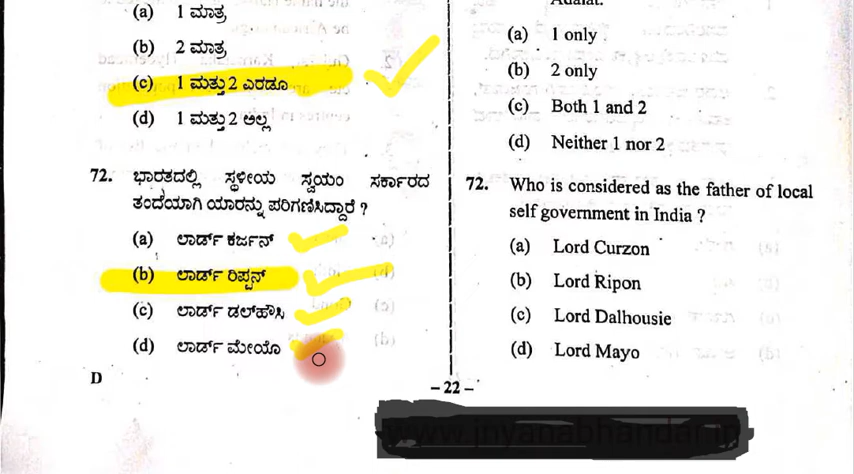 (a) 1 ಮಾತ್ರ
(b) 2 ಮಾತ್ರ
(c) 1 ಮತ್ತು 2 ಎರಡೂ
(d) 1 ಮತ್ತು 2 ಅಲ್ಲ
72. ಭಾರತದಲ್ಲಿ ಸ್ಥಳೀಯ ಸ್ವಯಂ ಸರ್ಕಾರದ
ತಂದೆಯಾಗಿ ಯಾರನ್ನು ಪರಿಗಣಿಸಿದ್ದಾರೆ ?
(a) ಲಾರ್ಡ್ ಕರ್ಜನ್
(b) ಲಾರ್ಡ್ ರಿಪ್ಪನ್
(c) ಲಾರ್ಡ್ ಡಲ್‌ಹೌಸಿ
(d) ಲಾರ್ಡ್ ಮೇಯೊ
D
Adalat.
(a) 1 only
(b) 2 only
(c) Both 1 and 2
(d) Neither 1 nor 2
72. Who is considered as the father of local
self government in India ?
(a) Lord Curzon
(b) Lord Ripon
(c) Lord Dalhousie
(d) Lord Mayo
– 22 –